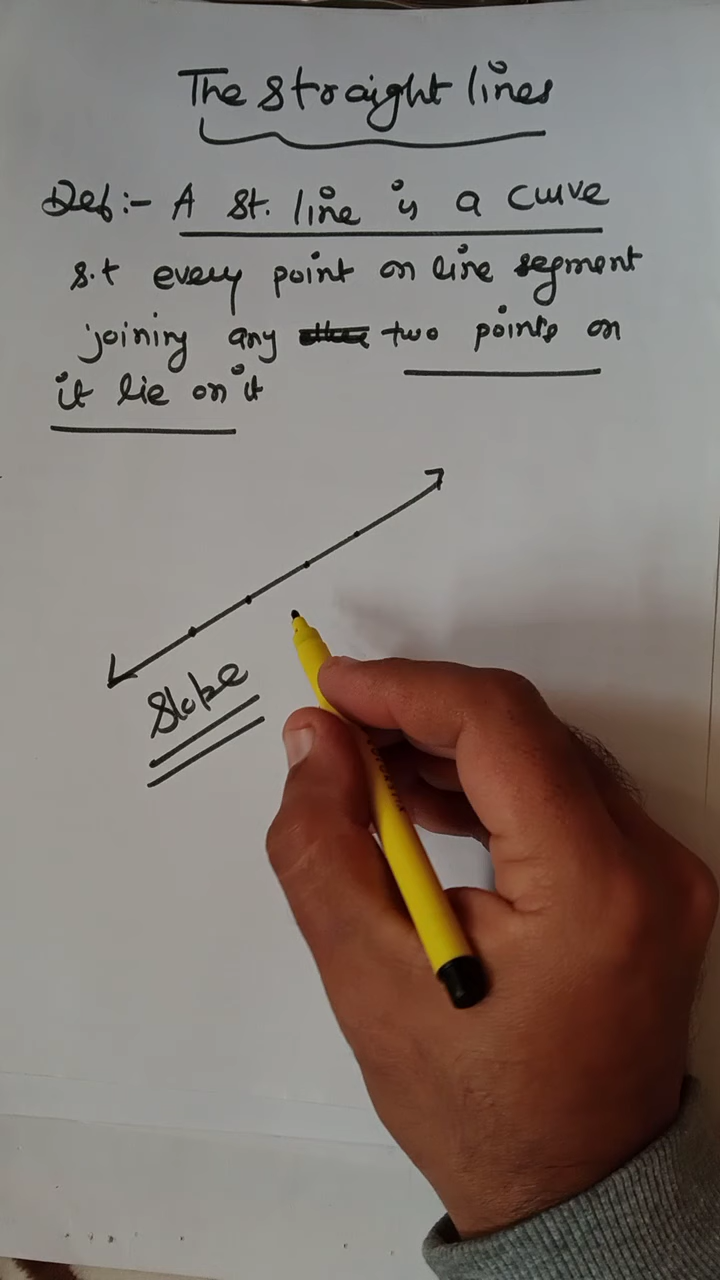 The straight lines
Def:- A st. line is a curve
s.t every point on line segment
joining any two points on
it lie on it
Slope